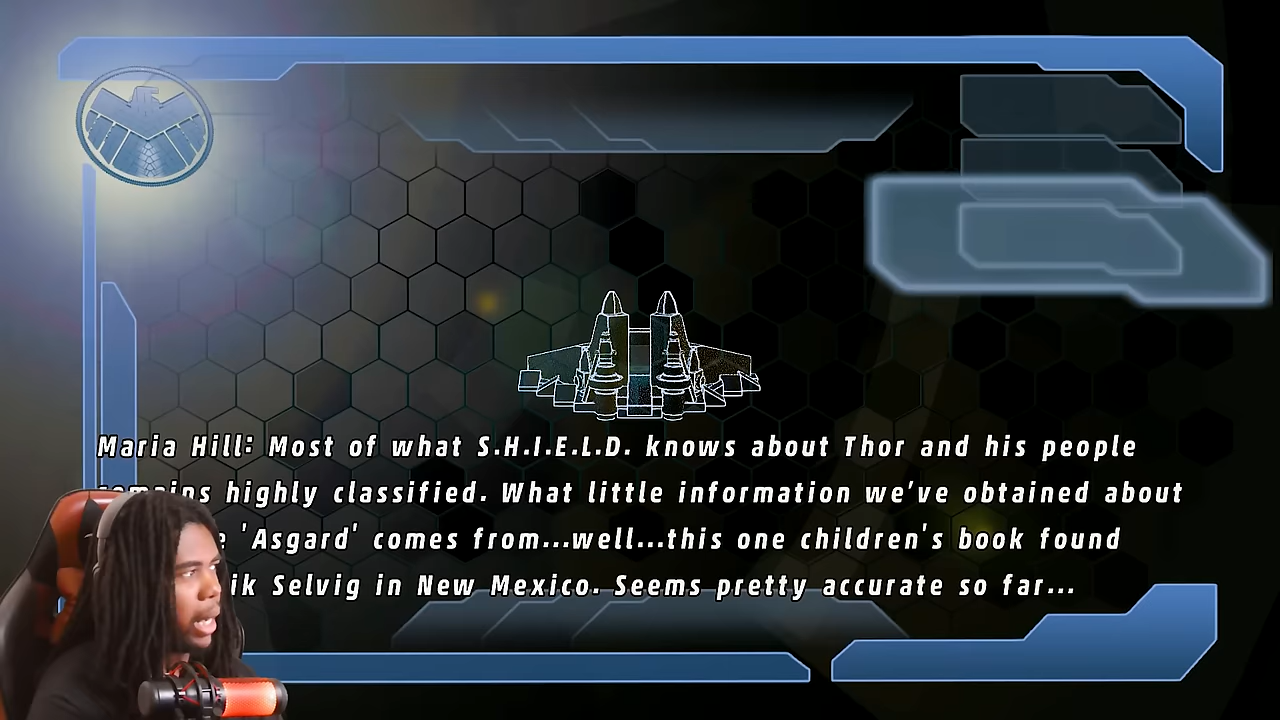 Maria Hill: Most of what S.H.I.E.L.D. knows about Thor and his people
remains highly classified. What little information we've obtained about
'Asgard' comes from...well...this one children's book found
Selvig in New Mexico. Seems pretty accurate so far...